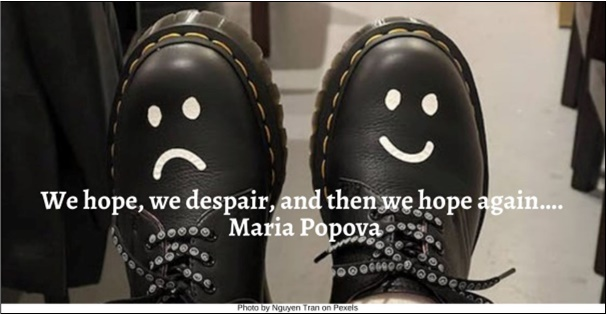 We hope, we despair, and then we hope again....
Maria Popova
Photo by Nguyen Tran on Pexels